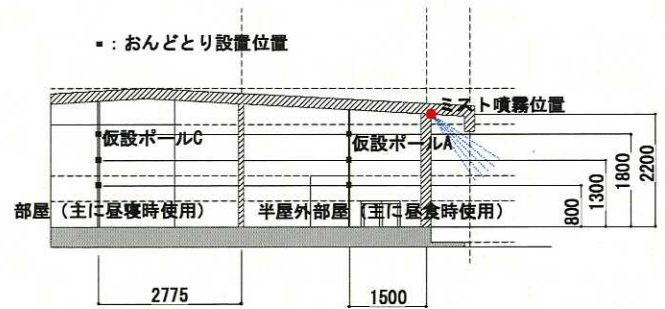 ▪：おんどとり設置位置
ミスト噴霧位置
仮設ポールC
仮設ポールA
部屋（主に昼寝時使用）
半屋外部屋（主に昼食時使用）
800
1300
1800
2200
2775
1500